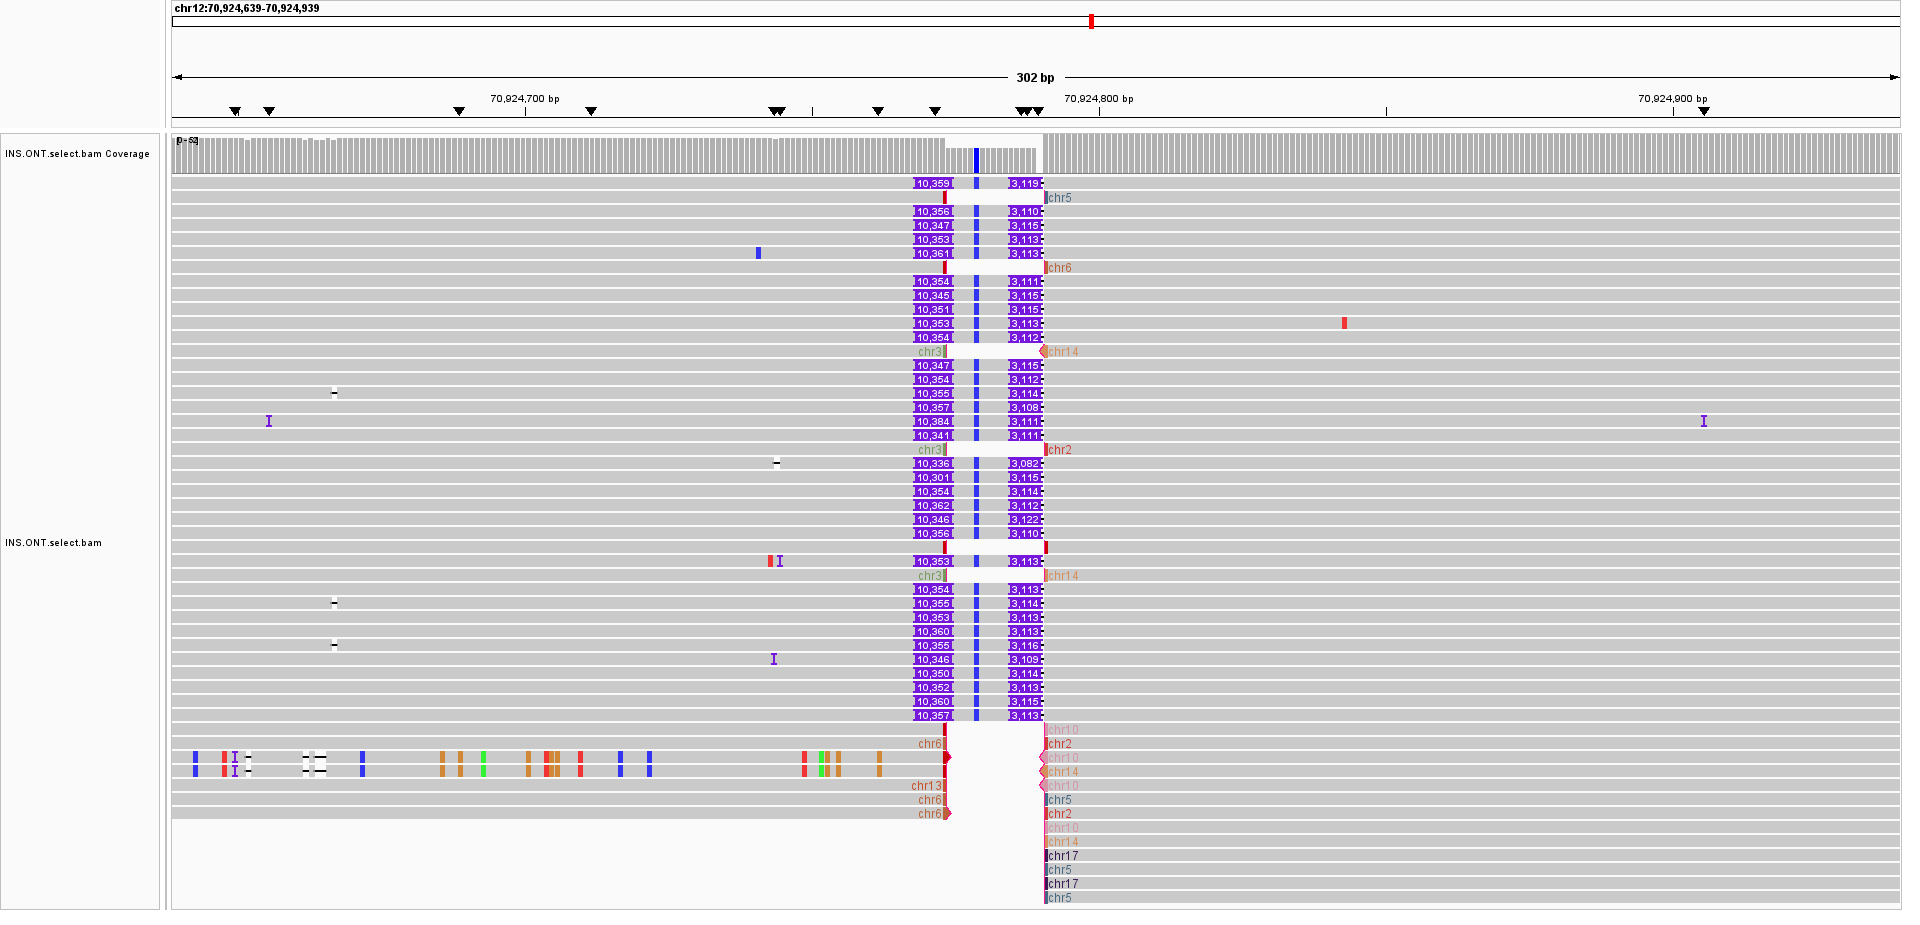 chr12:70,924,639-70,924,939
302 bp
70,924,700 bp 70,924,800 bp 70,924,900 bp
INS.ONT.select.bam Coverage
[0 - 52]
10,359 3,119
chr5
10,356 3,110
10,347 3,115
10,353 3,113
10,361 3,113
chr6
10,354 3,111
10,345 3,115
10,351 3,115
10,353 3,113
10,354 3,112
chr3 chr14
10,347 3,115
10,354 3,112
10,355 3,114
10,357 3,108
10,384 3,111
10,341 3,111
chr3 chr2
10,336 3,082
10,301 3,115
10,354 3,114
10,362 3,112
10,346 3,122
10,356 3,110
INS.ONT.select.bam
10,353 3,113
chr3 chr14
10,354 3,113
10,355 3,114
10,353 3,113
10,360 3,113
10,355 3,116
10,346 3,109
10,350 3,114
10,352 3,113
10,360 3,115
10,357 3,113
chr10
chr6 chr2
chr10
chr14
chr13 chr10
chr6 chr5
chr6 chr2
chr10
chr14
chr17
chr5
chr17
chr5